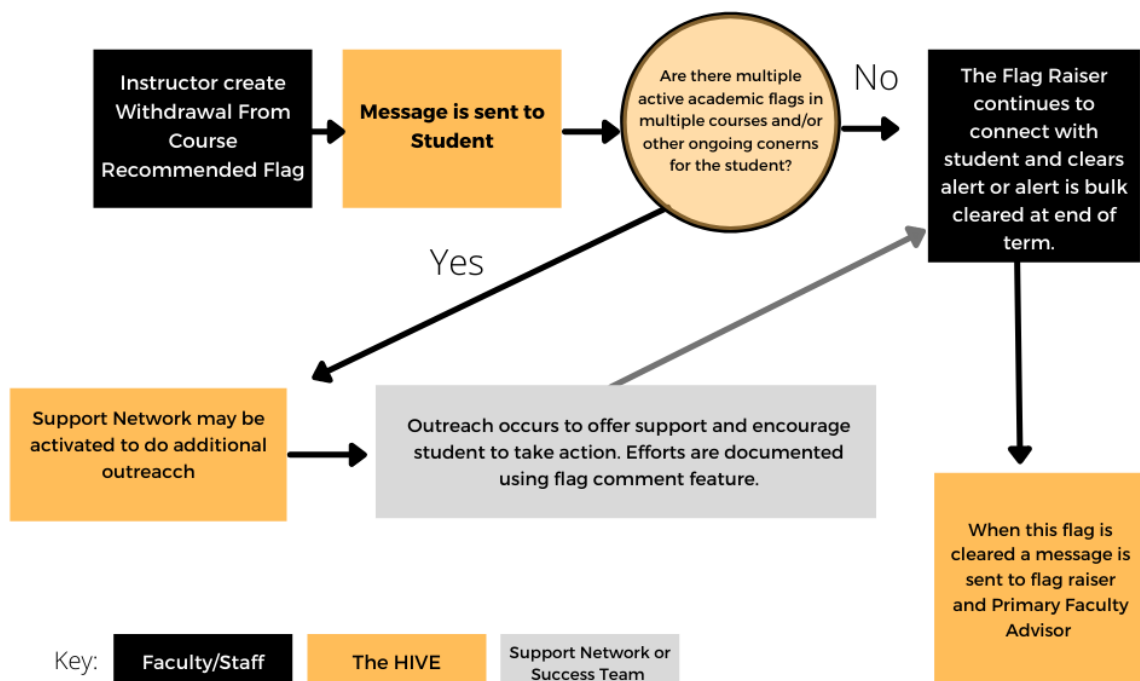 Instructor create
Withdrawal From
Course
Recommended Flag
Message is sent to
Student
Are there multiple
active academic flags in
multiple courses and/or
other ongoing conerns
for the student?
No
The Flag Raiser
continues to
connect with
student and clears
alert or alert is bulk
cleared at end of
term.
Yes
Support Network may be
activated to do additional
outreacch
Outreach occurs to offer support and encourage
student to take action. Efforts are documented
using flag comment feature.
When this flag is
cleared a message is
sent to flag raiser
and Primary Faculty
Advisor
Key:
Faculty/Staff
The HIVE
Support Network or
Success Team